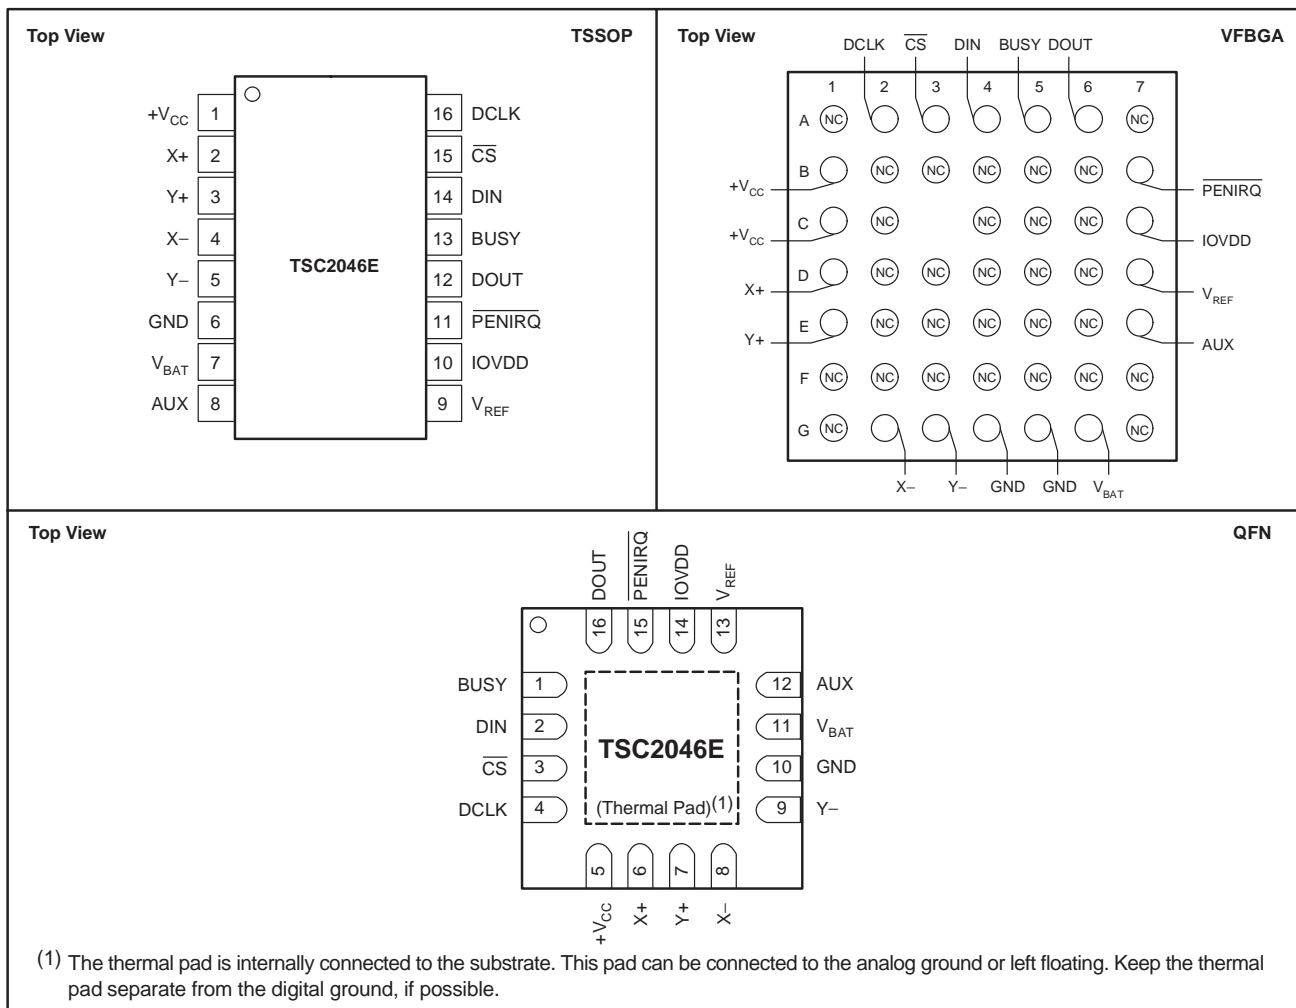 Top View TSSOP
+VCC 1 16 DCLK
X+ 2 15 CS
Y+ 3 14 DIN
X− 4 13 BUSY
TSC2046E
Y− 5 12 DOUT
GND 6 11 PENIRQ
VBAT 7 10 IOVDD
AUX 8 9 VREF
Top View VFBGA
DCLK CS DIN BUSY DOUT
1 2 3 4 5 6 7
A NC NC
B NC NC NC NC NC
+VCC PENIRQ
C NC NC NC NC
+VCC IOVDD
D NC NC NC NC NC
X+ VREF
E NC NC NC NC NC
Y+ AUX
F NC NC NC NC NC NC NC
G NC NC
X− Y− GND GND VBAT
Top View QFN
DOUT PENIRQ IOVDD VREF
16 15 14 13
BUSY 1 12 AUX
DIN 2 11 VBAT
TSC2046E
CS 3 10 GND
DCLK 4 (Thermal Pad)(1) 9 Y−
5 6 7 8
+VCC X+ Y+ X−
(1) The thermal pad is internally connected to the substrate. This pad can be connected to the analog ground or left floating. Keep the thermal
pad separate from the digital ground, if possible.